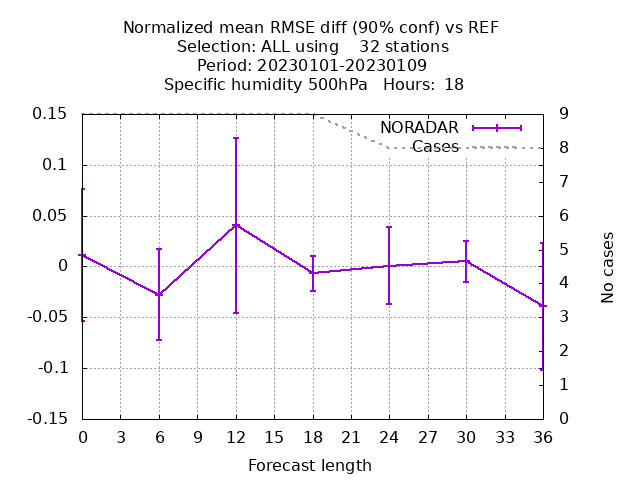 Normalized mean RMSE diff (90% conf) vs REF
Selection: ALL using    32 stations
Period: 20230101-20230109
Specific humidity 500hPa   Hours:  18
0.15
0.1
0.05
0
-0.05
-0.1
-0.15
NORADAR
Cases
9
8
7
6
5
4
3
2
1
0
No cases
0 3 6 9 12 15 18 21 24 27 30 33 36
Forecast length